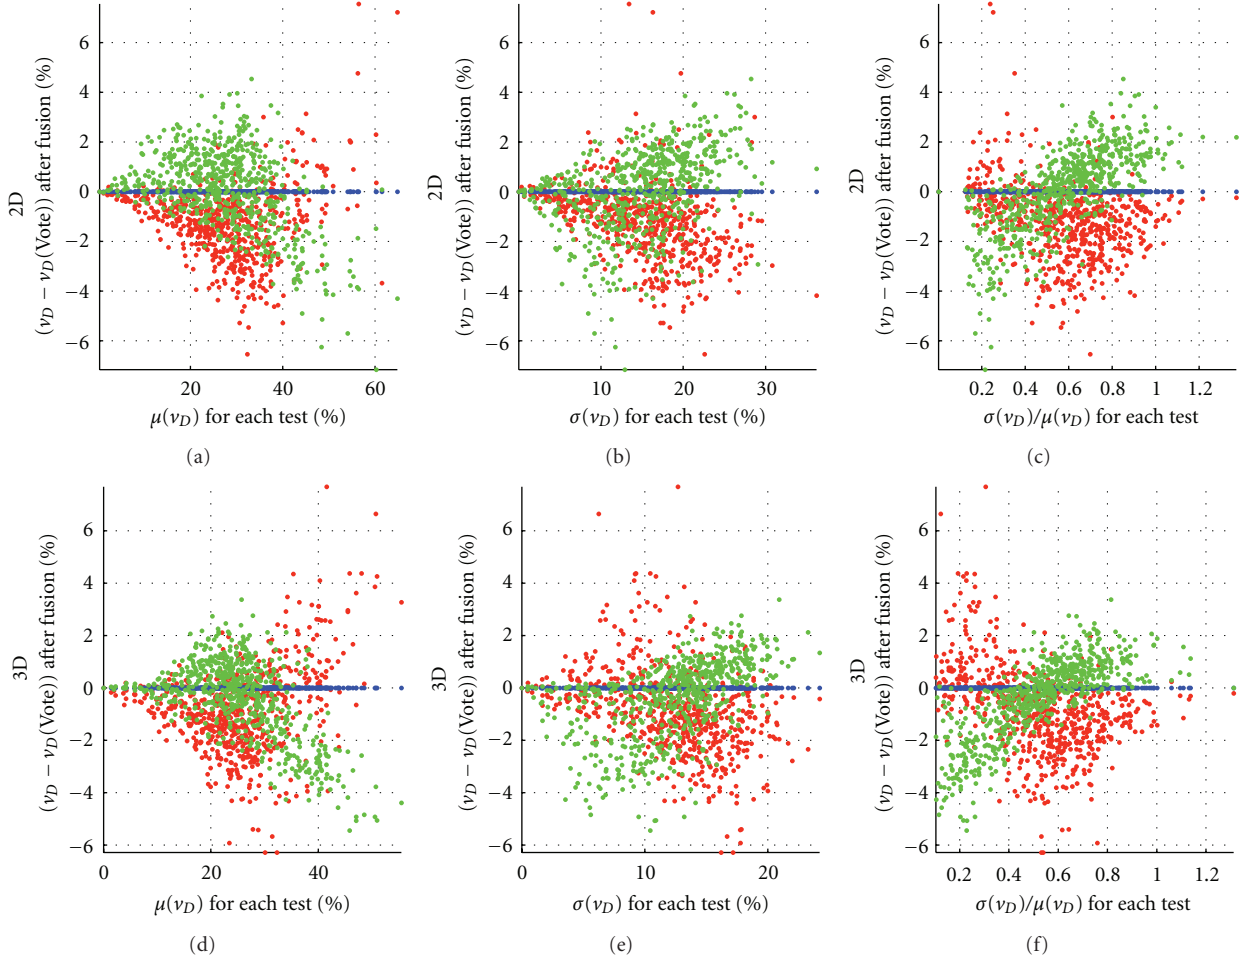 6
4
2
0
−2
−4
−6
2D
(νD − νD(Vote)) after fusion (%)
20
40
60
μ(νD) for each test (%)
(a)
6
4
2
0
−2
−4
−6
2D
(νD − νD(Vote)) after fusion (%)
10
20
30
σ(νD) for each test (%)
(b)
6
4
2
0
−2
−4
−6
2D
(νD − νD(Vote)) after fusion (%)
0.2
0.4
0.6
0.8
1
1.2
σ(νD)/μ(νD) for each test
(c)
6
4
2
0
−2
−4
−6
3D
(νD − νD(Vote)) after fusion (%)
0
20
40
μ(νD) for each test (%)
(d)
6
4
2
0
−2
−4
−6
3D
(νD − νD(Vote)) after fusion (%)
0
10
20
σ(νD) for each test (%)
(e)
6
4
2
0
−2
−4
−6
3D
(νD − νD(Vote)) after fusion (%)
0.2
0.4
0.6
0.8
1
1.2
σ(νD)/μ(νD) for each test
(f)